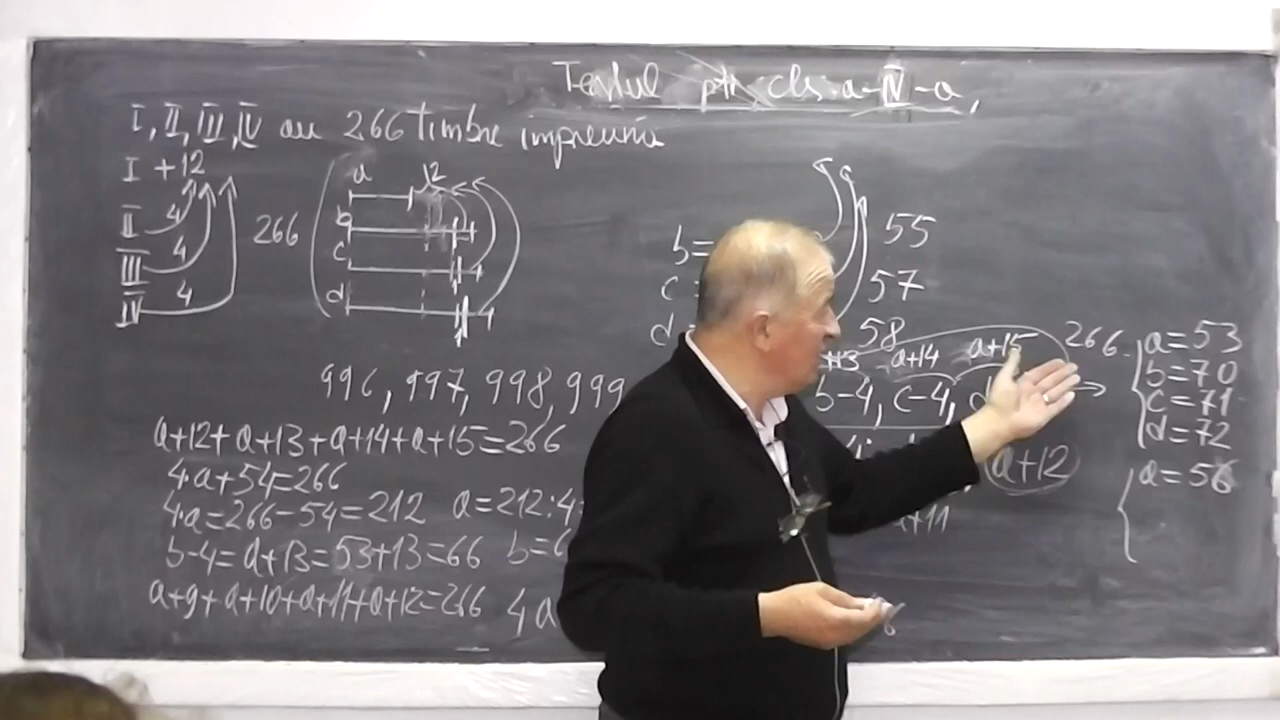 Testul ptr. cls. a-IV-a,
I, II, III, IV au 266 timbre împreună
I +12
II 4
III 4
IV 4
266
a 12
b
c
d
b= 55
c 57
d 58
996, 997, 998, 999
a+14 a+15 266
b-4, c-4, d
a+12
a+11
a=53
b=70
c=71
d=72
a=56
a+12+a+13+a+14+a+15=266
4·a+54=266
4·a=266-54=212 a=212:4
b-4=a+13=53+13=66 b=6
a+9+a+10+a+11+a+12=266 4a